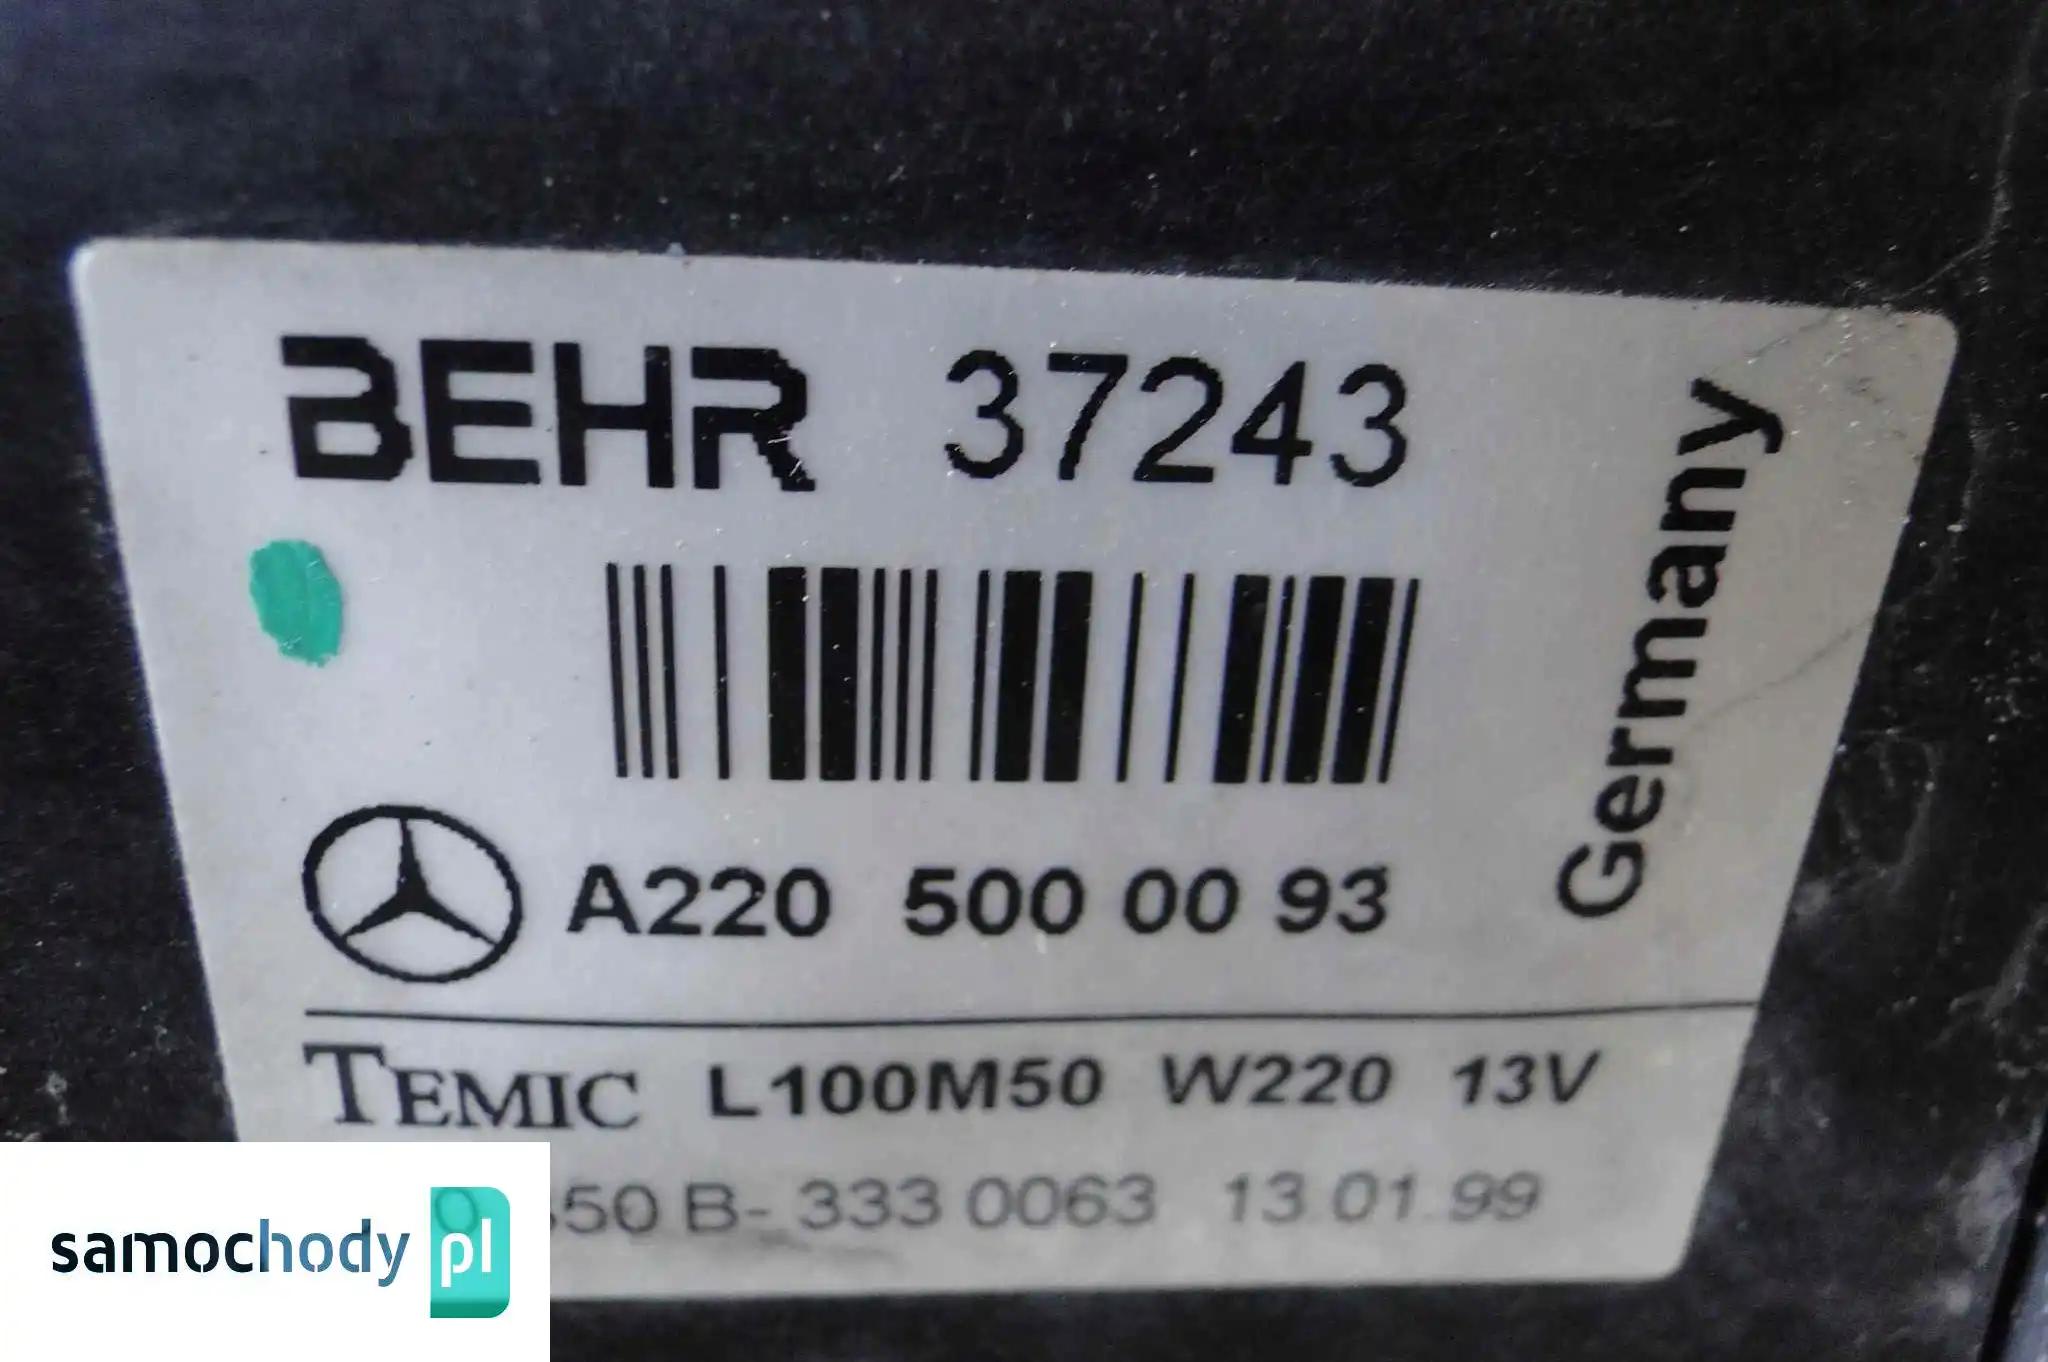 BEHR 37243
Germany
A220 500 00 93
TEMIC L100M50 W220 13V
50 B- 333 0063 13.01.99
samochody pl